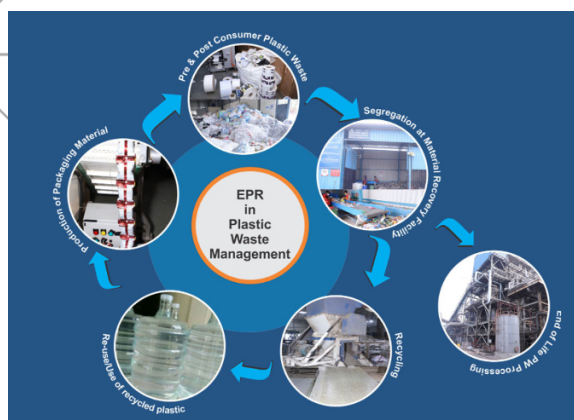 Pre & Post Consumer Plastic Waste
Segregation at Material Recovery Facility
End of Life PW Processing
Recycling
Re-use/Use of recycled plastic
Production of Packaging Material
EPR
in
Plastic
Waste
Management